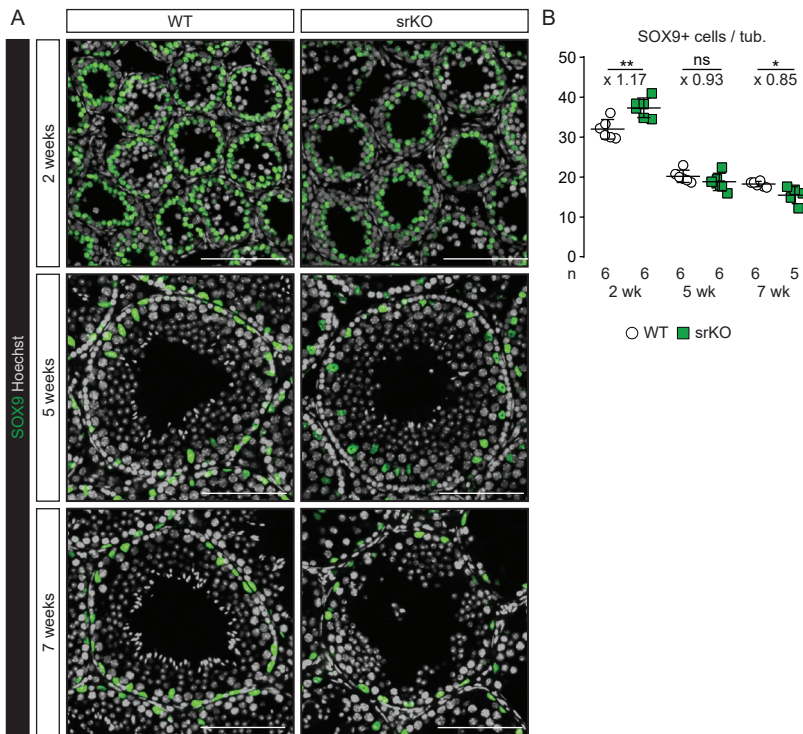 A
WT
srKO
SOX9 Hoechst
2 weeks
5 weeks
7 weeks
B
SOX9+ cells / tub.
** ns *
x 1.17 x 0.93 x 0.85
50
40
30
20
10
0
n 6 6 6 6 6 5
2 wk 5 wk 7 wk
WT srKO